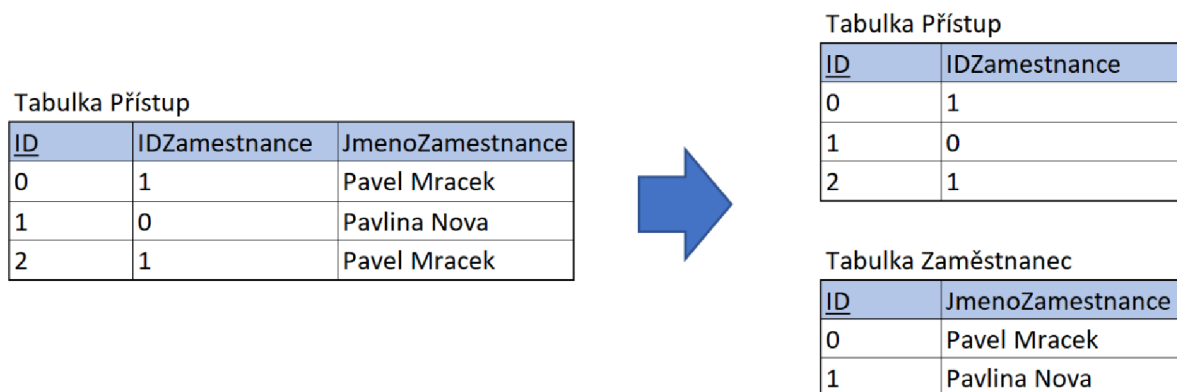 Tabulka Přístup
ID IDZamestnance JmenoZamestnance
0 1 Pavel Mracek
1 0 Pavlina Nova
2 1 Pavel Mracek
Tabulka Přístup
ID IDZamestnance
0 1
1 0
2 1
Tabulka Zaměstnanec
ID JmenoZamestnance
0 Pavel Mracek
1 Pavlina Nova